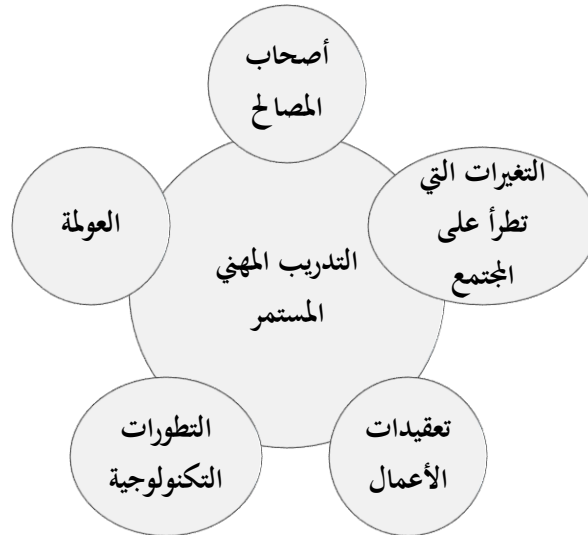 أصحاب
المصالح
التغيرات التي
تطرأ على
المجتمع
العولمة
التدريب المهني
المستمر
تعقيدات
الأعمال
التطورات
التكنولوجية